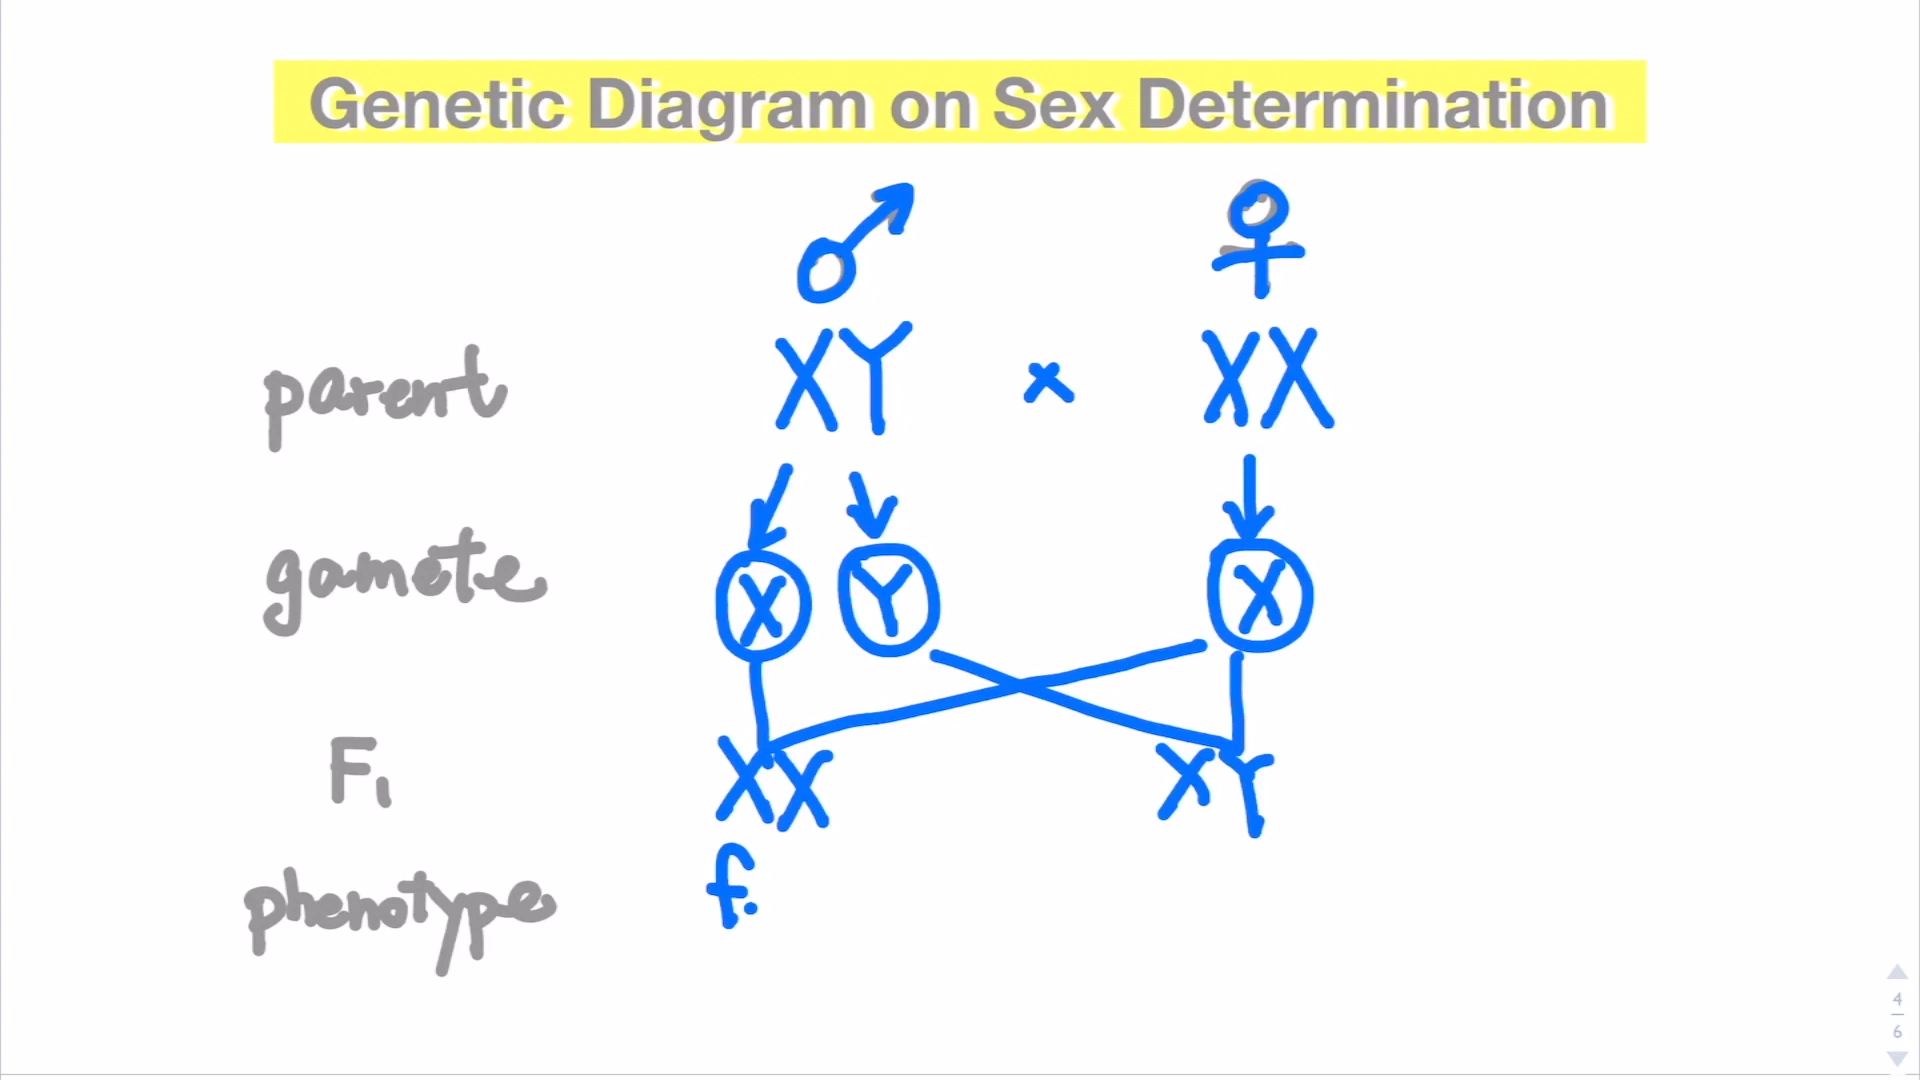 Genetic Diagram on Sex Determination
♂ ♀
parent XY × XX
gamete X Y X
F₁ XX XY
phenotype f.
4
6